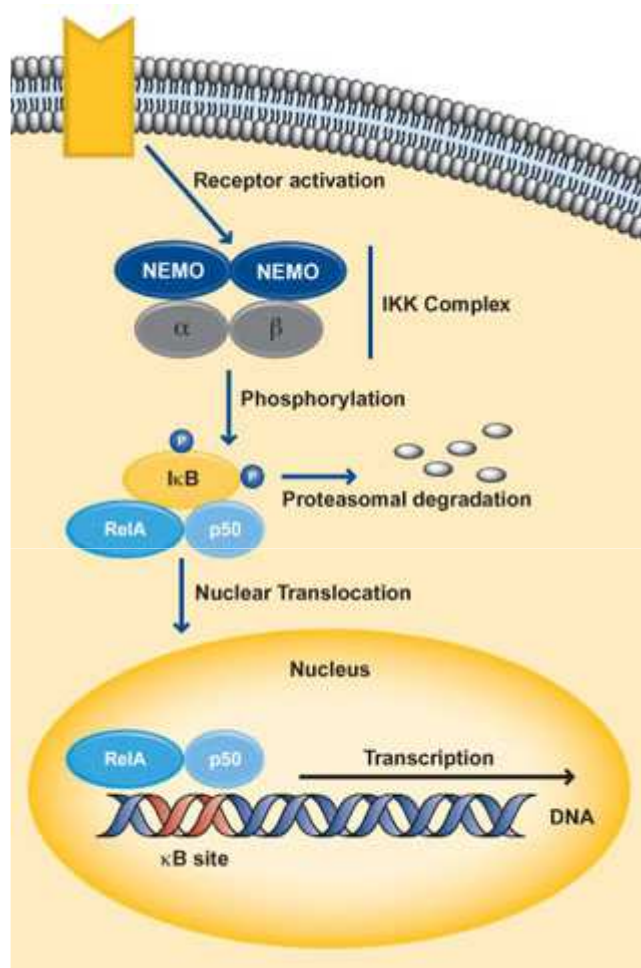 Receptor activation
NEMO
NEMO
α
β
IKK Complex
Phosphorylation
P
P
IκB
RelA
p50
Proteasomal degradation
Nuclear Translocation
Nucleus
RelA
p50
Transcription
DNA
κB site